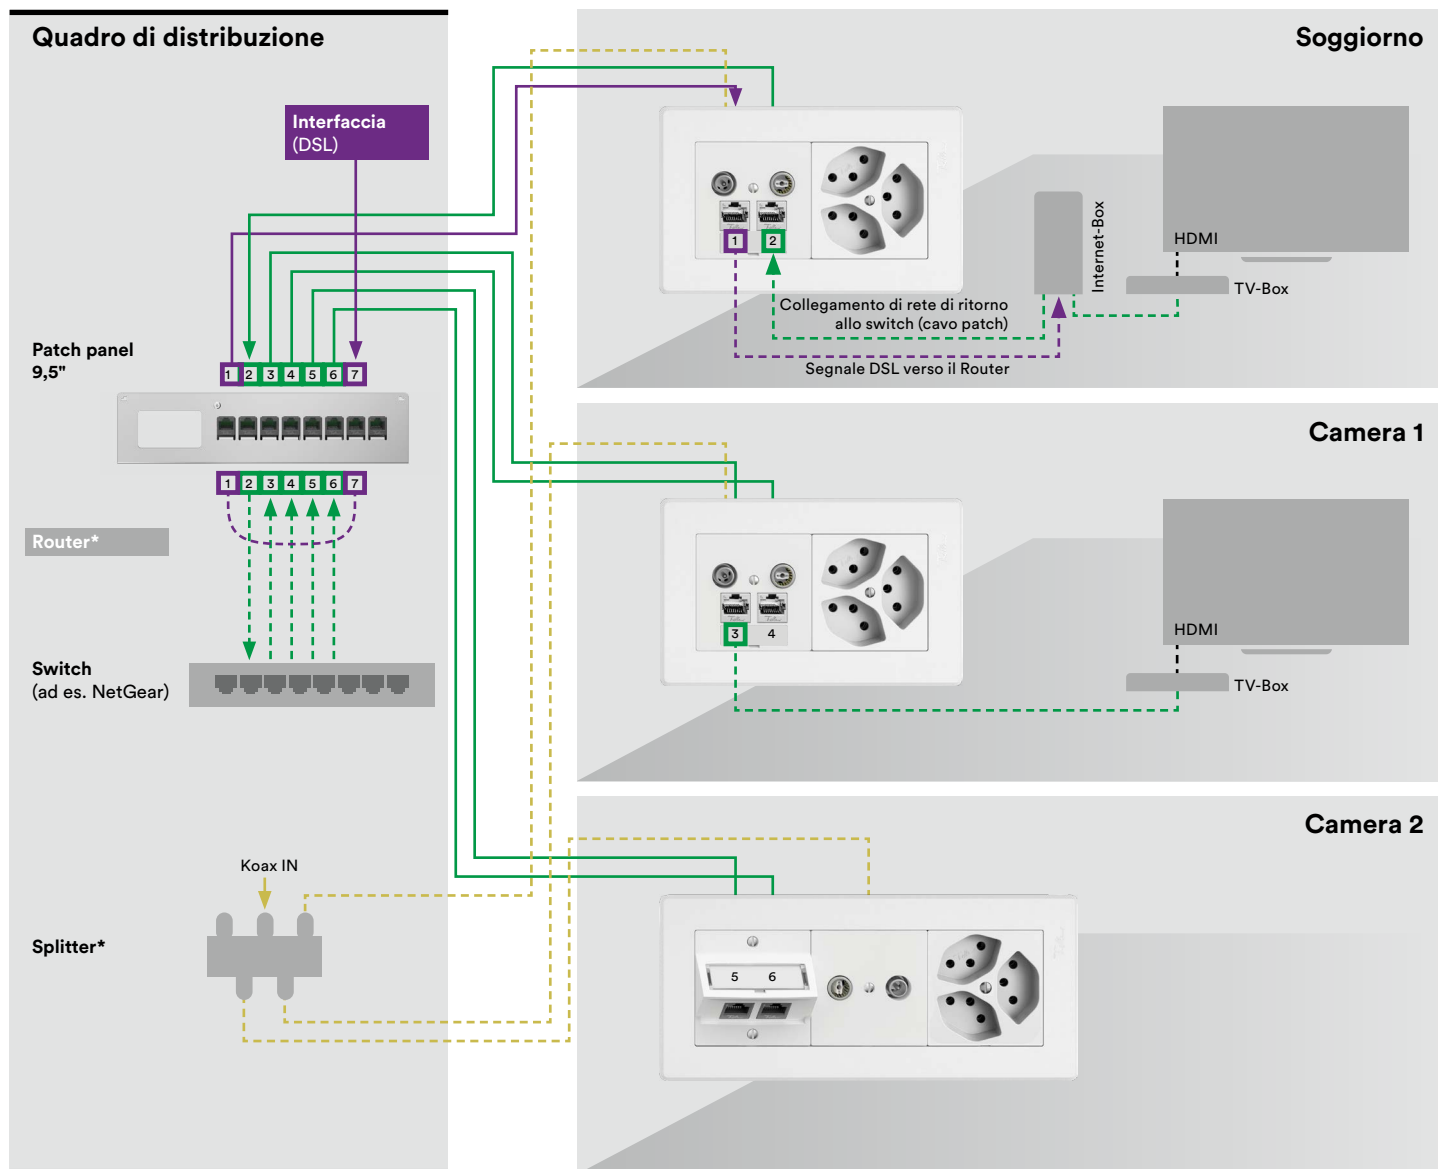 Quadro di distribuzione
Interfaccia
(DSL)
Patch panel
9,5"
1 2 3 4 5 6 7
1 2 3 4 5 6 7
Router*
Switch
(ad es. NetGear)
Koax IN
Splitter*
Soggiorno
1 2
Collegamento di rete di ritorno
allo switch (cavo patch)
Segnale DSL verso il Router
Internet-Box
HDMI
TV-Box
Camera 1
3 4
HDMI
TV-Box
Camera 2
5 6